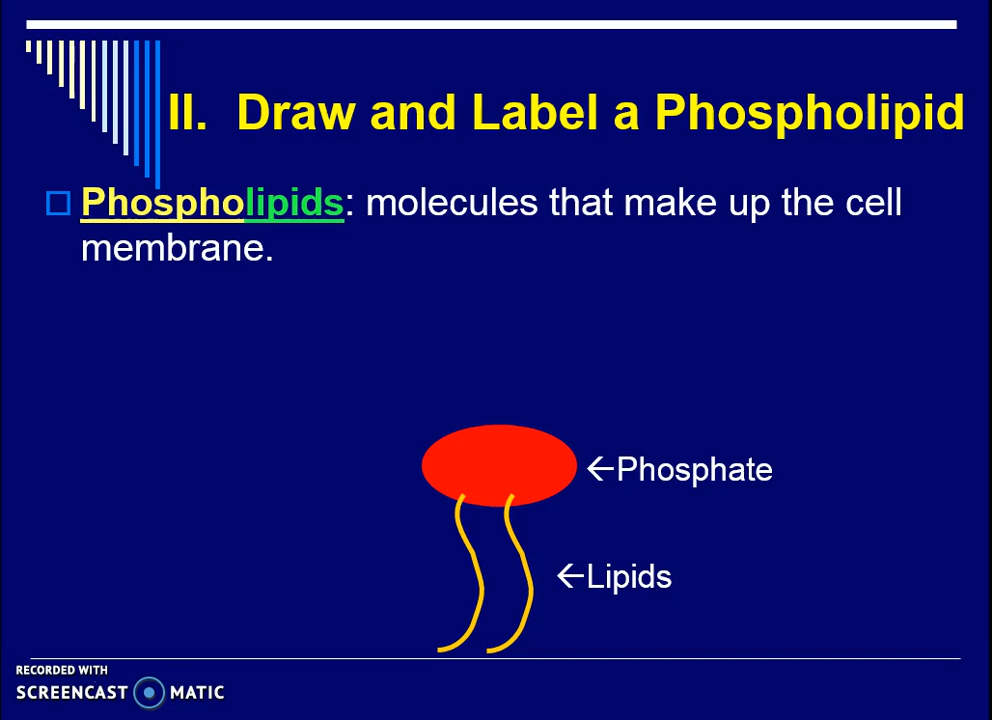 II. Draw and Label a Phospholipid
Phospholipids: molecules that make up the cell
membrane.
←Phosphate
←Lipids
RECORDED WITH
SCREENCAST MATIC